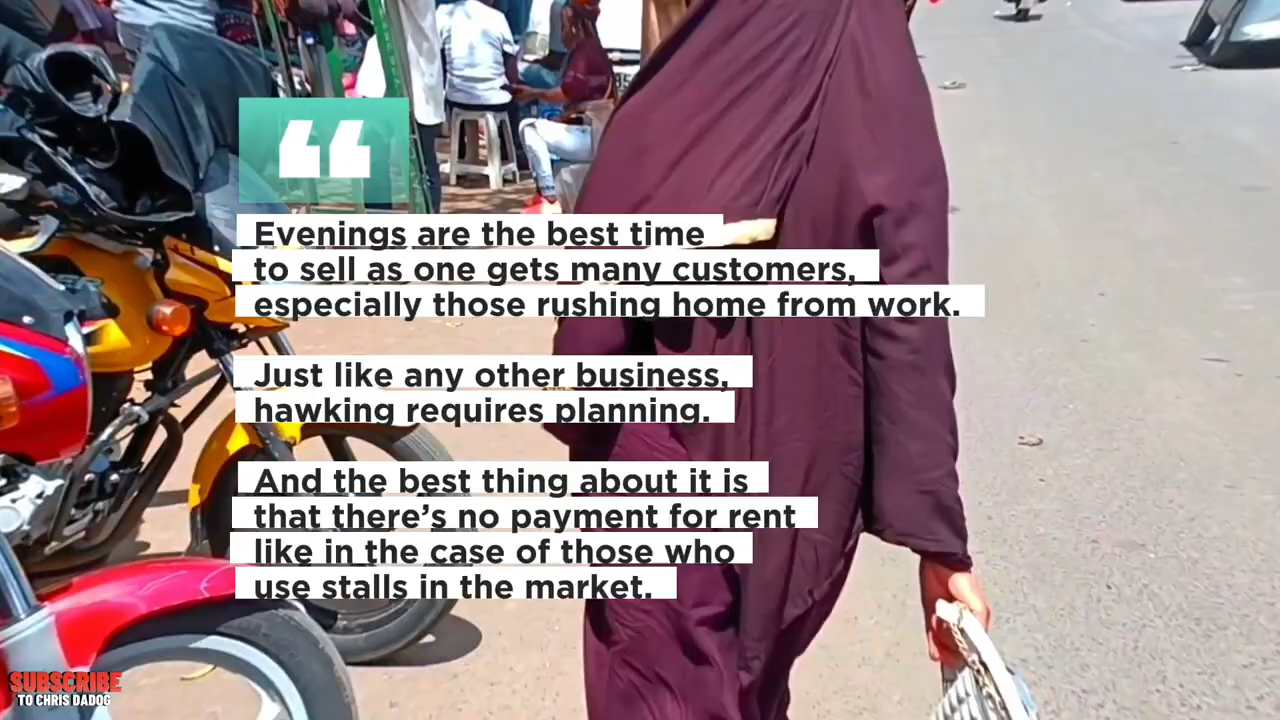 “
Evenings are the best time
to sell as one gets many customers,
especially those rushing home from work.
Just like any other business,
hawking requires planning.
And the best thing about it is
that there’s no payment for rent
like in the case of those who
use stalls in the market.
SUBSCRIBE
TO CHRIS DADOG